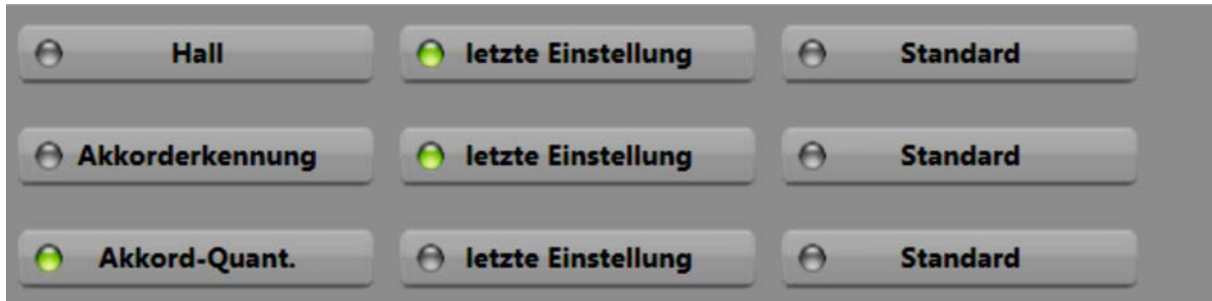 Hall letzte Einstellung Standard
Akkorderkennung letzte Einstellung Standard
Akkord-Quant. letzte Einstellung Standard